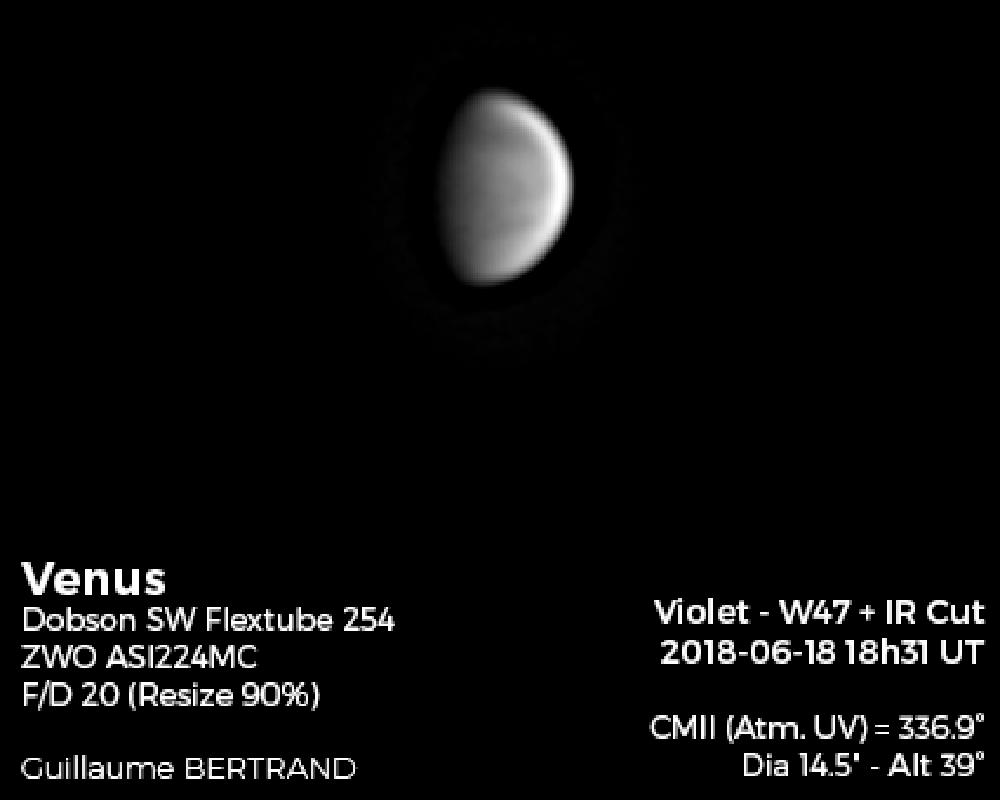 Venus
Dobson SW Flextube 254
ZWO ASI224MC
F/D 20 (Resize 90%)
Guillaume BERTRAND
Violet - W47 + IR Cut
2018-06-18 18h31 UT
CMII (Atm. UV) = 336.9°
Dia 14.5" - Alt 39°